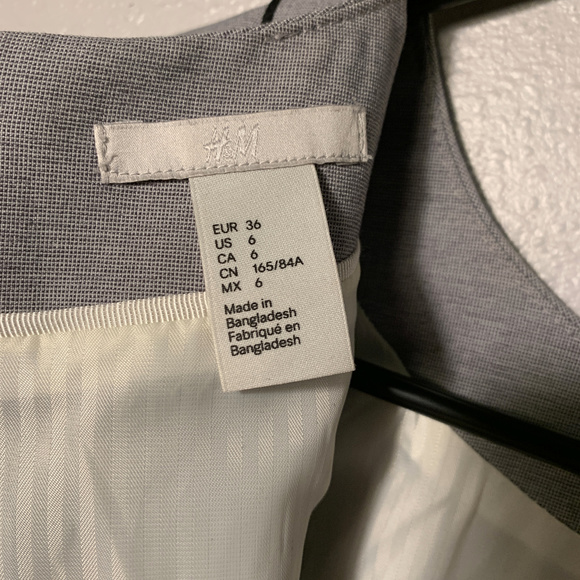 H&M
EUR 36
US 6
CA 6
CN 165/84A
MX 6
Made in
Bangladesh
Fabriqué en
Bangladesh